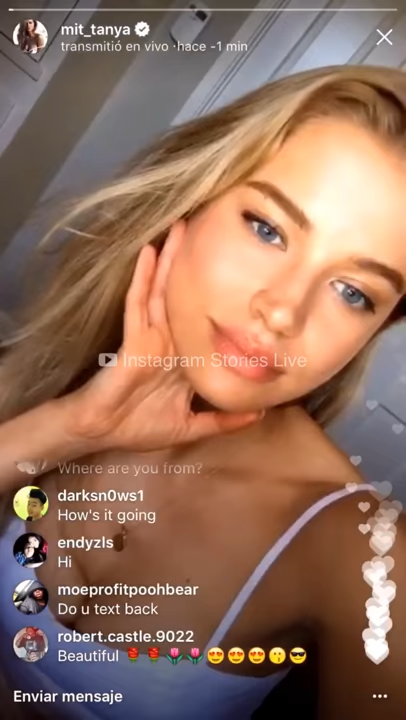 mit_tanya
transmitió en vivo ·hace -1 min
Instagram Stories Live
Where are you from?
darksn0ws1
How's it going
endyzls
Hi
moeprofitpoohbear
Do u text back
robert.castle.9022
Beautiful 🌹🌹🌷🌷😍😍😍😗😎
Enviar mensaje